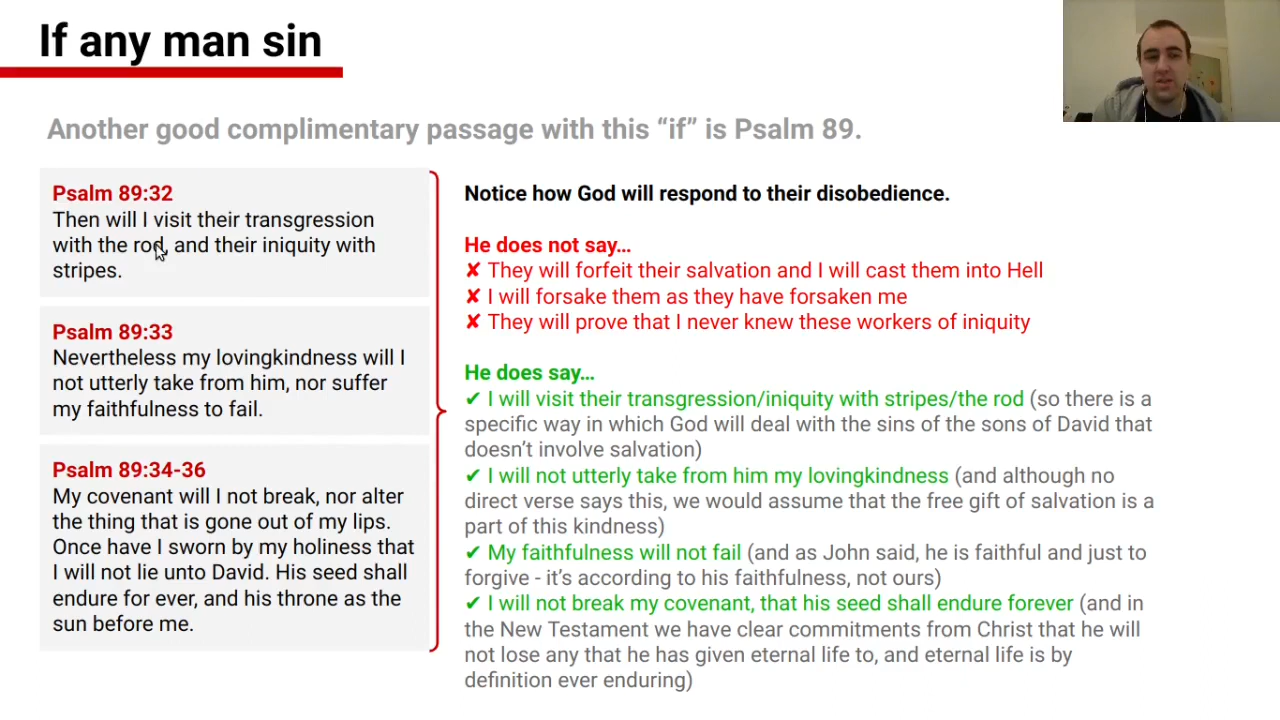 If any man sin
Another good complimentary passage with this “if” is Psalm 89.
Psalm 89:32
Then will I visit their transgression
with the rod, and their iniquity with
stripes.
Psalm 89:33
Nevertheless my lovingkindness will I
not utterly take from him, nor suffer
my faithfulness to fail.
Psalm 89:34-36
My covenant will I not break, nor alter
the thing that is gone out of my lips.
Once have I sworn by my holiness that
I will not lie unto David. His seed shall
endure for ever, and his throne as the
sun before me.
Notice how God will respond to their disobedience.
He does not say…
✘ They will forfeit their salvation and I will cast them into Hell
✘ I will forsake them as they have forsaken me
✘ They will prove that I never knew these workers of iniquity
He does say…
✔ I will visit their transgression/iniquity with stripes/the rod (so there is a
specific way in which God will deal with the sins of the sons of David that
doesn’t involve salvation)
✔ I will not utterly take from him my lovingkindness (and although no
direct verse says this, we would assume that the free gift of salvation is a
part of this kindness)
✔ My faithfulness will not fail (and as John said, he is faithful and just to
forgive - it’s according to his faithfulness, not ours)
✔ I will not break my covenant, that his seed shall endure forever (and in
the New Testament we have clear commitments from Christ that he will
not lose any that he has given eternal life to, and eternal life is by
definition ever enduring)